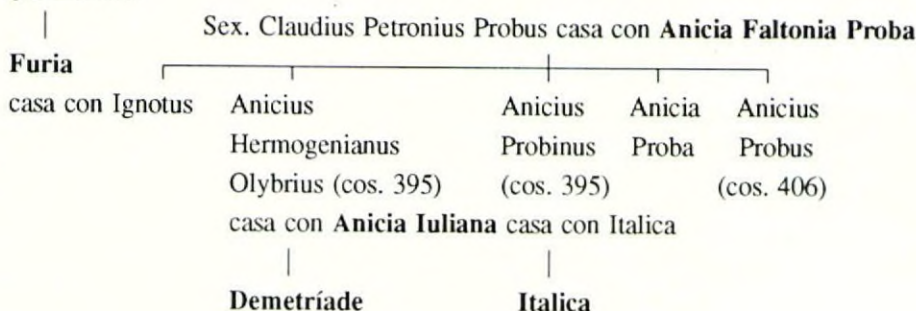 Sex. Claudius Petronius Probus casa con Anicia Faltonia Proba
Furia
casa con Ignotus Anicius Anicius Anicia Anicius
Hermogenianus Probinus Proba Probus
Olybrius (cos. 395) (cos. 395) (cos. 406)
casa con Anicia Iuliana casa con Italica
Demetríade Italica